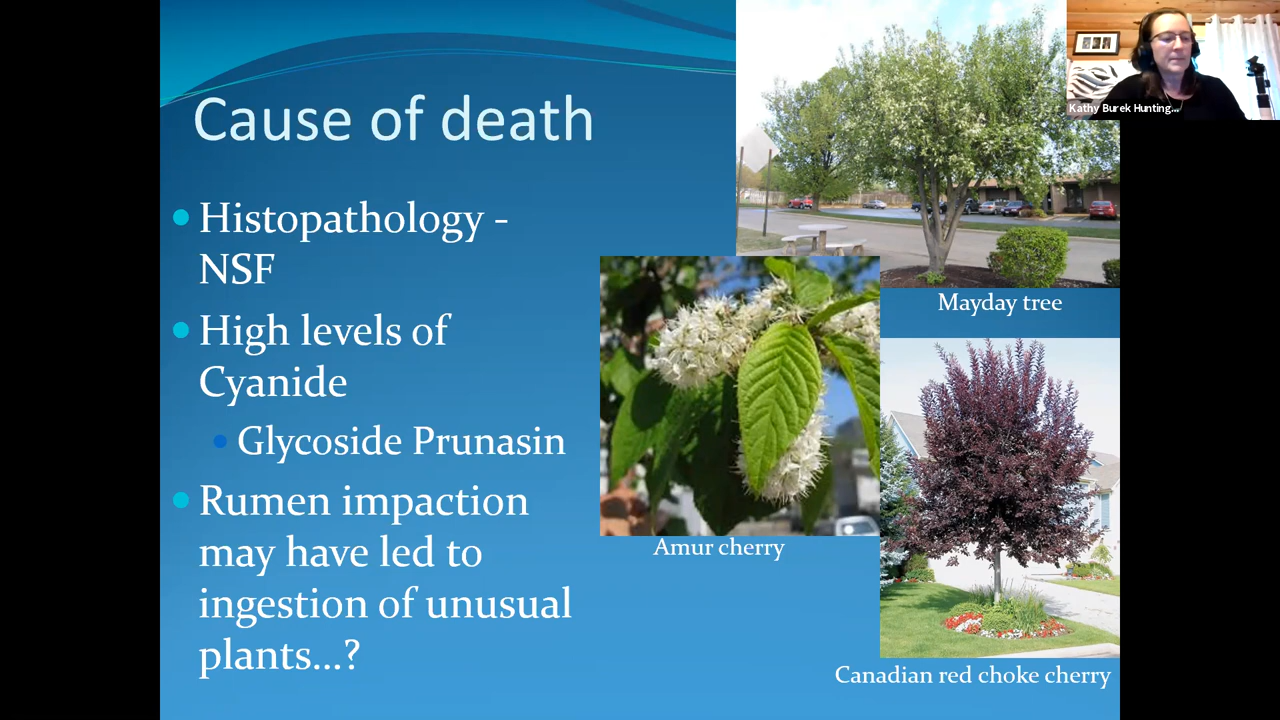 Cause of death
Histopathology -
NSF
High levels of
Cyanide
Glycoside Prunasin
Rumen impaction
may have led to
ingestion of unusual
plants...?
Mayday tree
Amur cherry
Canadian red choke cherry
Kathy Burek Hunting...